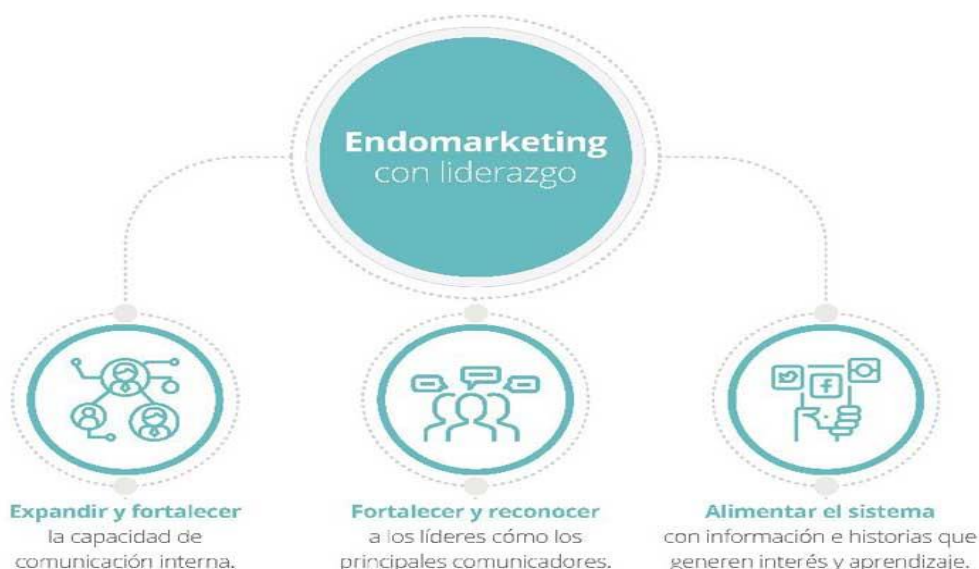 Endomarketing
con liderazgo
Expandir y fortalecer
la capacidad de
comunicación interna.
Fortalecer y reconocer
a los líderes cómo los
principales comunicadores.
Alimentar el sistema
con información e historias que
generen interés y aprendizaje.